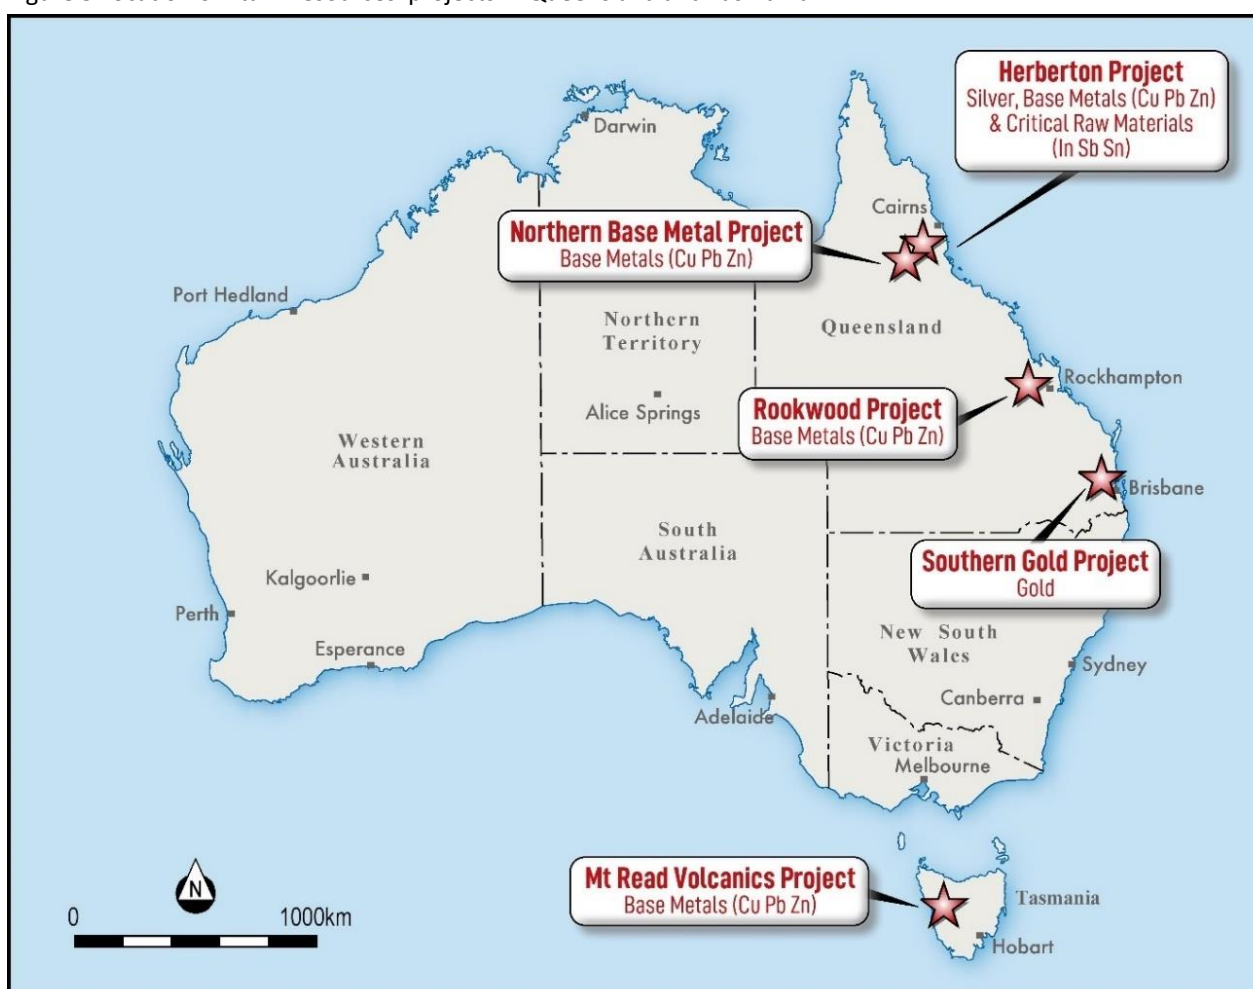 Herberton Project
Silver, Base Metals (Cu Pb Zn)
& Critical Raw Materials
(In Sb Sn)
Darwin
Cairns
Northern Base Metal Project
Base Metals (Cu Pb Zn)
Port Hedland
Northern
Territory
Queensland
Alice Springs
Rookwood Project
Base Metals (Cu Pb Zn)
Rockhampton
Western
Australia
Brisbane
South
Australia
Southern Gold Project
Gold
Kalgoorlie
Perth
Esperance
New South
Wales
Sydney
Canberra
Adelaide
Victoria
Melbourne
Mt Read Volcanics Project
Base Metals (Cu Pb Zn)
Tasmania
Hobart
N
0 1000km